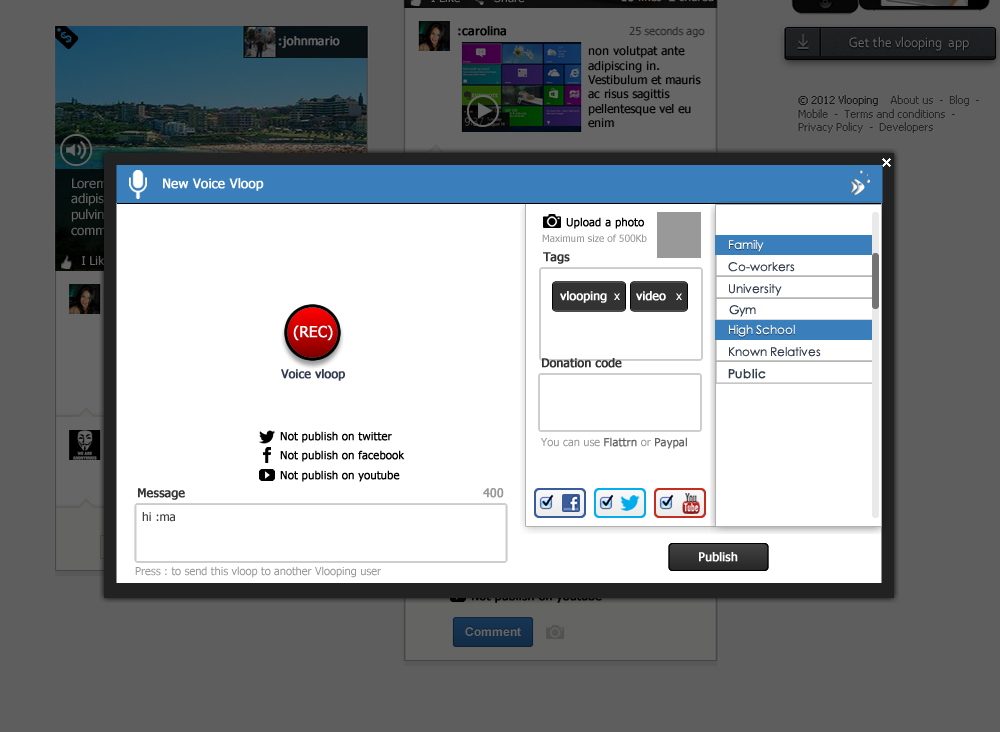 I Like
Share
:johnmario
:carolina
25 seconds ago
non volutpat ante
adipiscing in.
Vestibulum et mauris
ac risus sagittis
pellentesque vel eu
enim
Get the vlooping app
© 2012 Vlooping About us - Blog -
Mobile - Terms and conditions -
Privacy Policy - Developers
Lorem
adipis
pulvin
comm
I Lik
New Voice Vloop
x
(REC)
Voice vloop
Not publish on twitter
Not publish on facebook
Not publish on youtube
Message
400
hi :ma
Press : to send this vloop to another Vlooping user
Upload a photo
Maximum size of 500Kb
Tags
vlooping x
video x
Donation code
You can use Flattrn or Paypal
You
Tube
Family
Co-workers
University
Gym
High School
Known Relatives
Public
Publish
Not publish on youtube
Comment